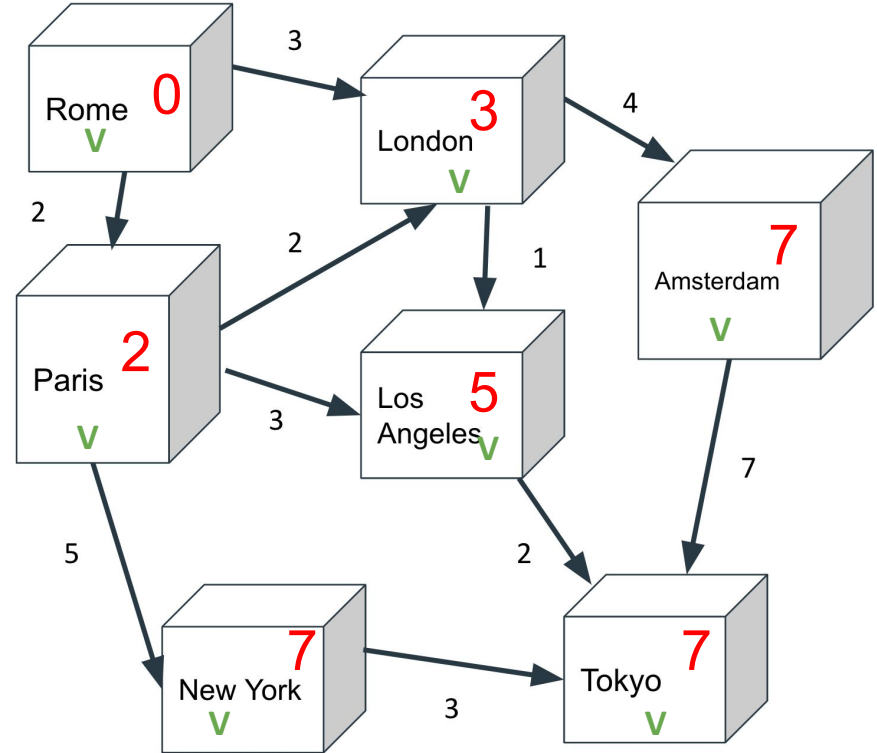 3
Rome 0
V
London 3
V
4
2
2
1
Amsterdam 7
V
Paris 2
V
3
Los
Angeles 5
V
7
5
2
New York 7
V
3
Tokyo 7
V